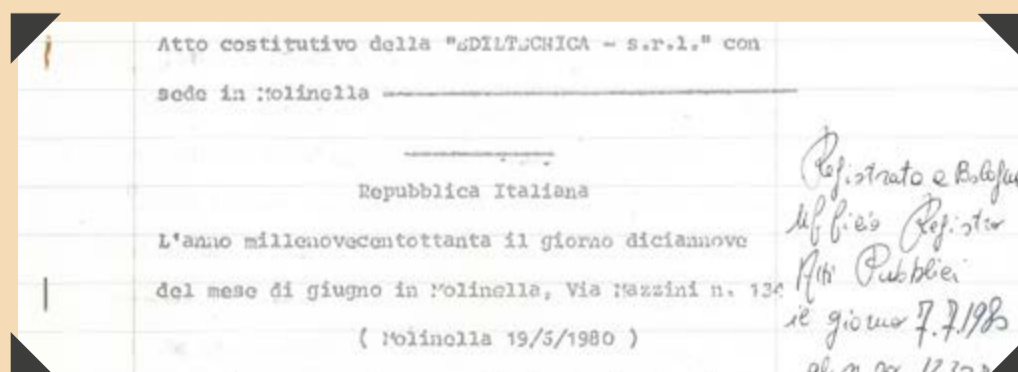 Atto costitutivo della "EDILTECHICA - s.r.l." con
sede in Molinella
Repubblica Italiana
L'anno millenovecentottanta il giorno diciannove
del mese di giugno in Molinella, Via Mazzini n. 134
( Molinella 19/5/1980 )
Registrato a Bologna
Ufficio Registro
Atti Pubblici
il giorno 7.7.1980
al n.